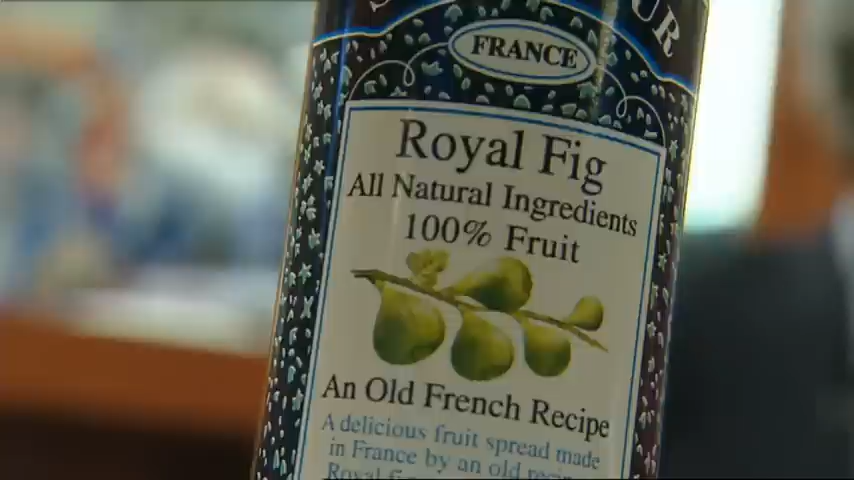 FRANCE
Royal Fig
All Natural Ingredients
100% Fruit
An Old French Recipe
A delicious fruit spread made
in France by an old
Royal